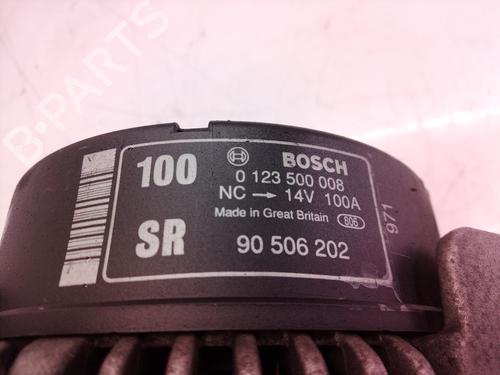 B-PARTS
100
BOSCH
0 123 500 008
NC → 14V 100A
Made in Great Britain 805
SR
90 506 202
971